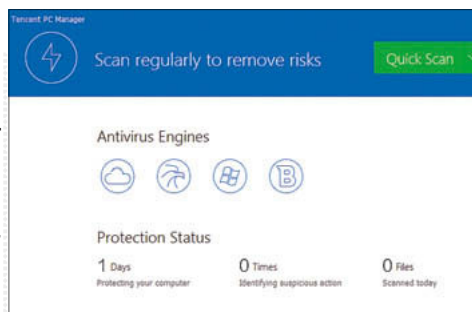 Tencent PC Manager
Scan regularly to remove risks
Quick Scan
Antivirus Engines
Protection Status
1 Days
0 Times
0 Files
Protecting your computer
Identifying suspicious action
Scanned today